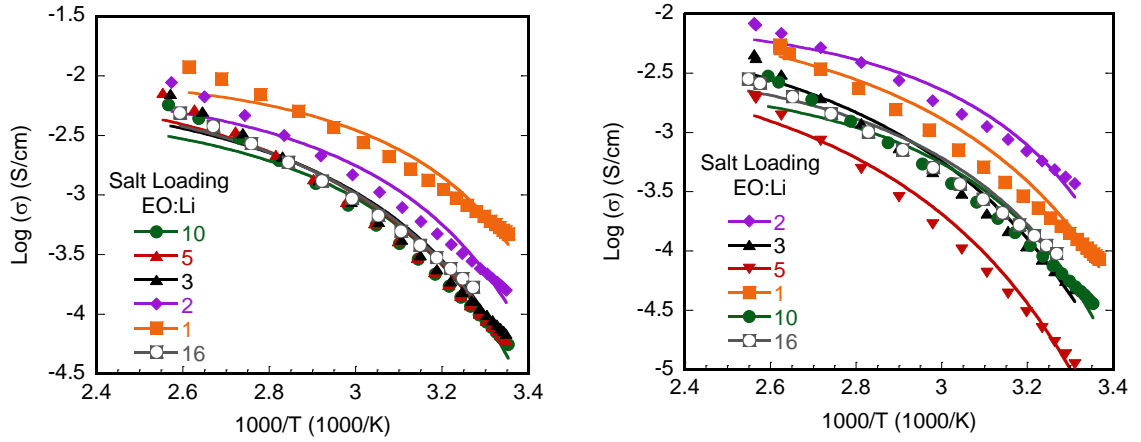 -1.5
-2
-2.5
-3
-3.5
-4
-4.5
Log (σ) (S/cm)
Salt Loading
EO:Li
10
5
3
2
1
16
2.4 2.6 2.8 3 3.2 3.4
1000/T (1000/K)
-2
-2.5
-3
-3.5
-4
-4.5
-5
Log (σ) (S/cm)
Salt Loading
EO:Li
2
3
5
1
10
16
2.4 2.6 2.8 3 3.2 3.4
1000/T (1000/K)